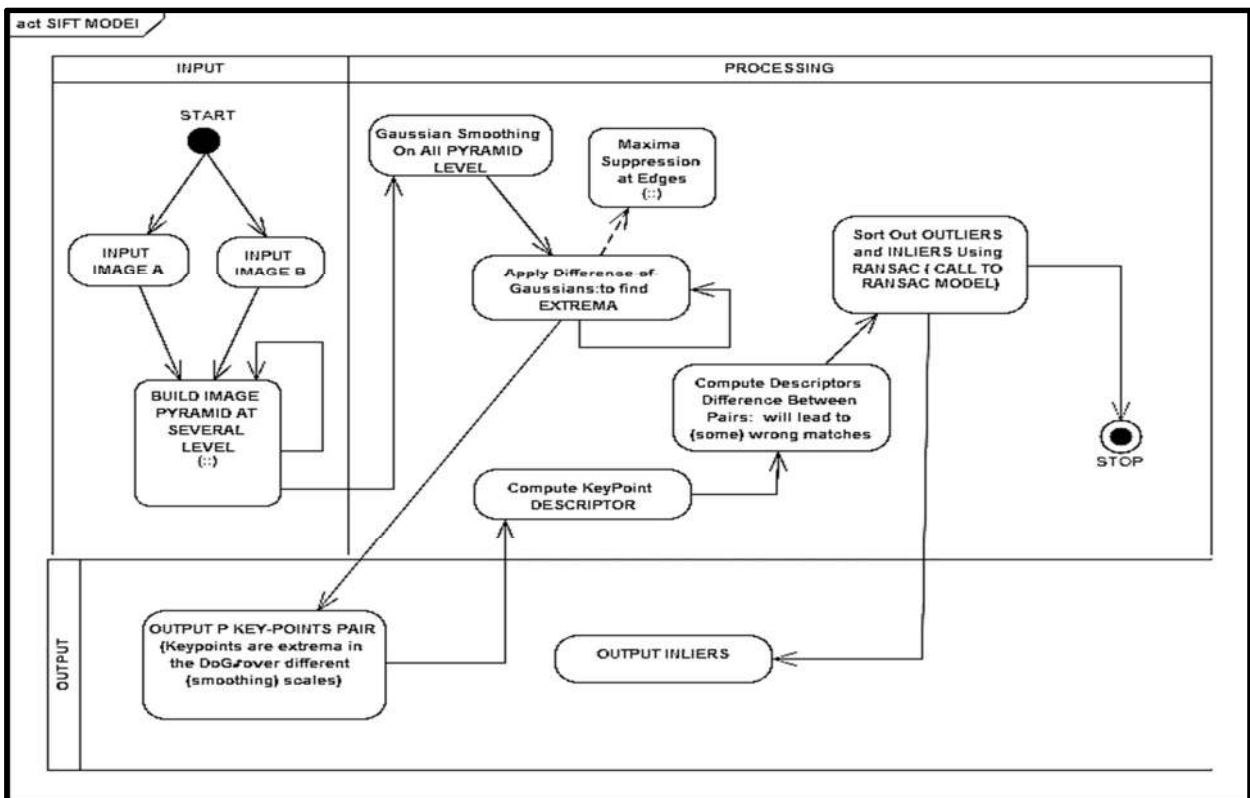 act SIFT MODEl
INPUT
PROCESSING
START
INPUT
IMAGE A
INPUT
IMAGE B
BUILD IMAGE
PYRAMID AT
SEVERAL
LEVEL
(::)
Gaussian Smoothing
On All PYRAMID
LEVEL
Maxima
Suppression
at Edges
(::)
Apply Difference of
Gaussians:to find
EXTREMA
Sort Out OUTLIERS
and INLIERS Using
RANSAC ( CALL TO
RANSAC MODEL)
Compute Descriptors
Difference Between
Pairs: will lead to
(some) wrong matches
STOP
Compute KeyPoint
DESCRIPTOR
OUTPUT
OUTPUT P KEY-POINTS PAIR
(Keypoints are extrema in
the DoG/over different
(smoothing) scales)
OUTPUT INLIERS